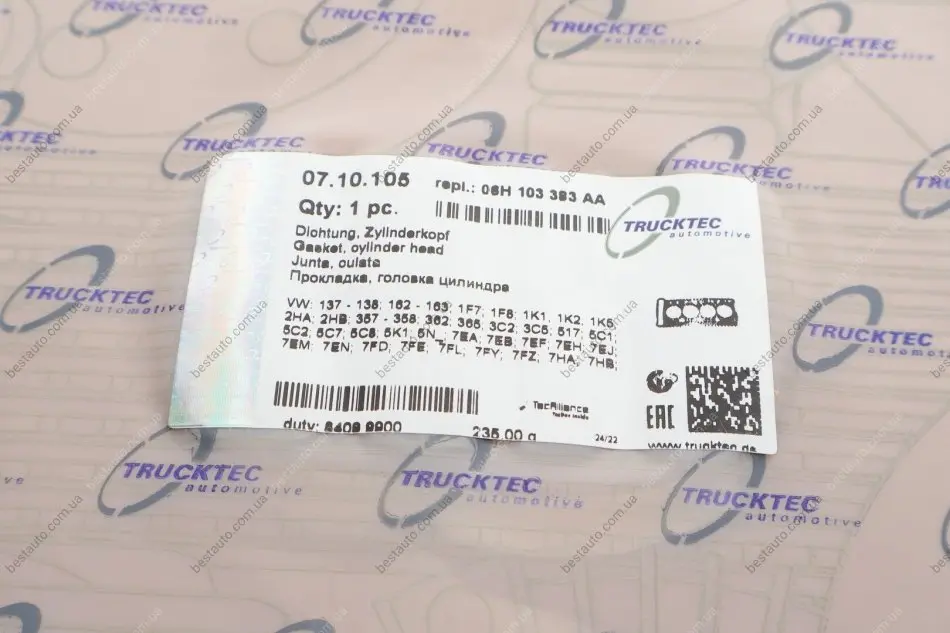 TRUCKTEC
automotive
07.10.105
repl.: 06H 103 383 AA
Qty: 1 pc.
TRUCKTEC
automotive
Dichtung, Zylinderkopf
Gasket, cylinder head
Junta, culata
Прокладка, головка цилиндра
VW: 137 - 138; 162 - 163; 1F7; 1F8; 1K1; 1K2; 1K5;
2HA; 2HB; 357 - 358; 362; 365; 3C2; 3C5; 517; 5C1;
5C2; 5C7; 5C8; 5K1; 5N_; 7EA; 7EB; 7EF; 7EH; 7EJ;
7EM; 7EN; 7FD; 7FE; 7FL; 7FY; 7FZ; 7HA; 7HB;
TecAlliance
TecDoc Inside
EAC
duty: 8409 9900
235.00 g
24/22
www.trucktec.de
bestauto.com.ua